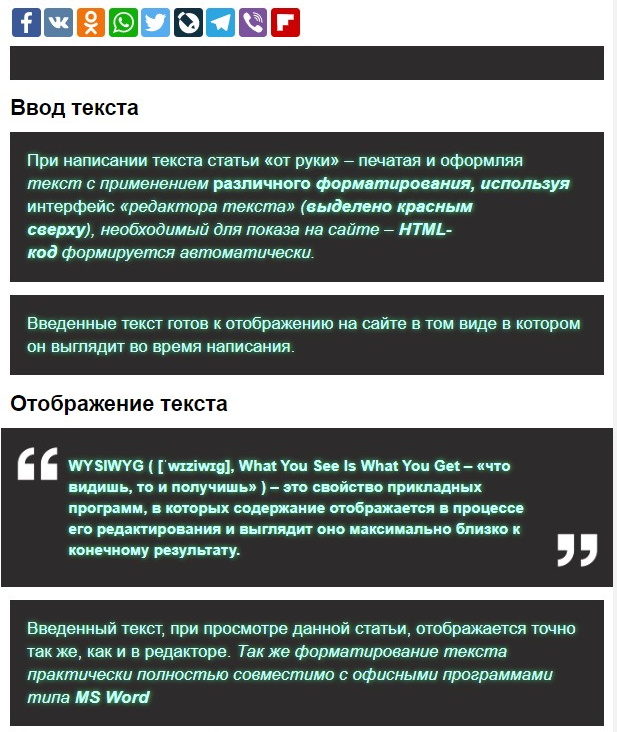 Ввод текста
При написании текста статьи «от руки» – печатая и оформляя
текст с применением различного форматирования, используя
интерфейс «редактора текста» (выделено красным
сверху), необходимый для показа на сайте – HTML-
код формируется автоматически.
Введенные текст готов к отображению на сайте в том виде в котором
он выглядит во время написания.
Отображение текста
WYSIWYG ( [ˈwɪziwɪg], What You See Is What You Get – «что
видишь, то и получишь» ) – это свойство прикладных
программ, в которых содержание отображается в процессе
его редактирования и выглядит оно максимально близко к
конечному результату.
Введенный текст, при просмотре данной статьи, отображается точно
так же, как и в редакторе. Так же форматирование текста
практически полностью совместимо с офисными программами
типа MS Word